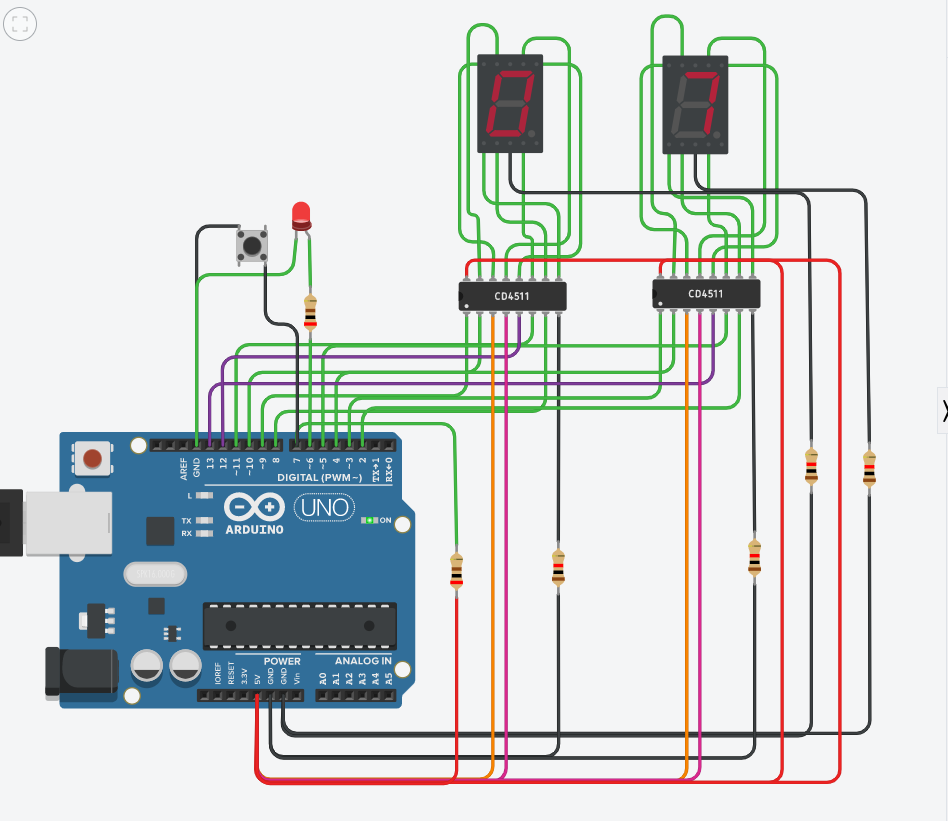 CD4511
CD4511
AREF
GND
13
12
~11
~10
~9
8
7
~6
~5
4
~3
2
TX→1
RX←0
DIGITAL (PWM~)
L
TX
RX
ARDUINO
UNO
ON
POWER
ANALOG IN
IOREF
RESET
3.3V
5V
GND
GND
Vin
A0
A1
A2
A3
A4
A5